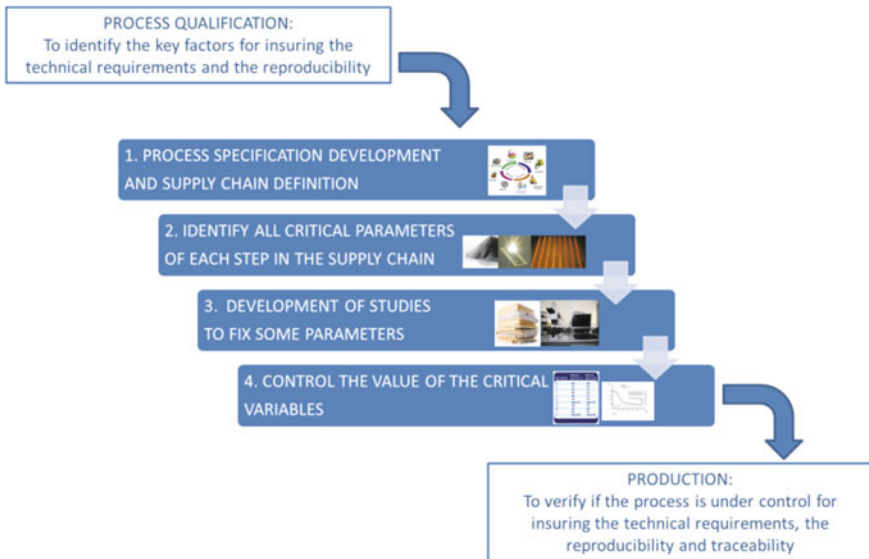 PROCESS QUALIFICATION:
To identify the key factors for insuring the
technical requirements and the reproducibility
1. PROCESS SPECIFICATION DEVELOPMENT
AND SUPPLY CHAIN DEFINITION
2. IDENTIFY ALL CRITICAL PARAMETERS
OF EACH STEP IN THE SUPPLY CHAIN
3. DEVELOPMENT OF STUDIES
TO FIX SOME PARAMETERS
4. CONTROL THE VALUE OF THE CRITICAL
VARIABLES
PRODUCTION:
To verify if the process is under control for
insuring the technical requirements, the
reproducibility and traceability